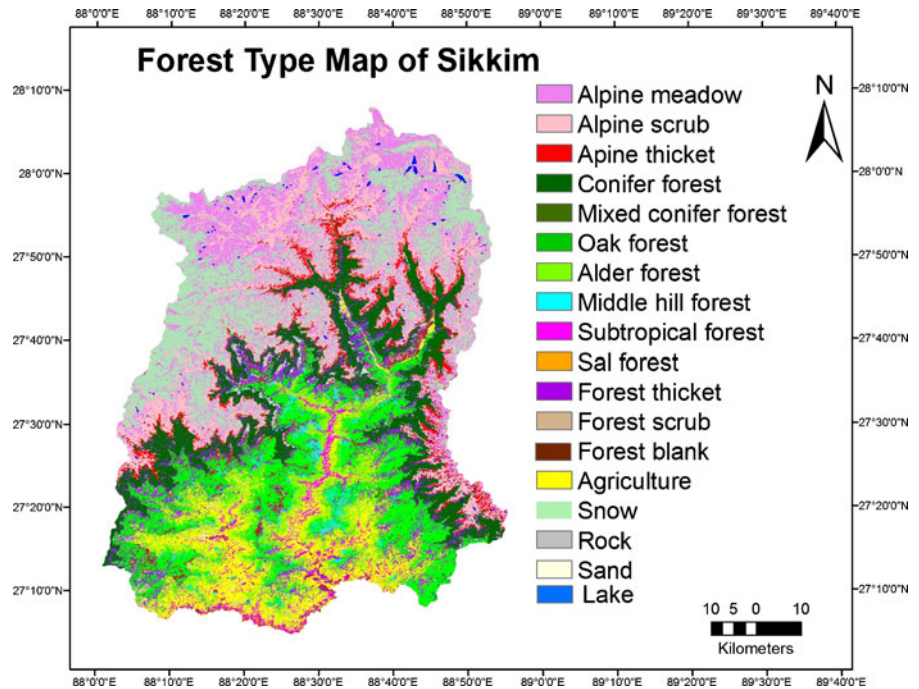 88°0'0"E 88°10'0"E 88°20'0"E 88°30'0"E 88°40'0"E 88°50'0"E 89°0'0"E 89°10'0"E 89°20'0"E 89°30'0"E 89°40'0"E
Forest Type Map of Sikkim
N
28°10'0"N 28°10'0"N
28°0'0"N 28°0'0"N
27°50'0"N 27°50'0"N
27°40'0"N 27°40'0"N
27°30'0"N 27°30'0"N
27°20'0"N 27°20'0"N
27°10'0"N 27°10'0"N
Alpine meadow
Alpine scrub
Apine thicket
Conifer forest
Mixed conifer forest
Oak forest
Alder forest
Middle hill forest
Subtropical forest
Sal forest
Forest thicket
Forest scrub
Forest blank
Agriculture
Snow
Rock
Sand
Lake
10 5 0 10
Kilometers
88°0'0"E 88°10'0"E 88°20'0"E 88°30'0"E 88°40'0"E 88°50'0"E 89°0'0"E 89°10'0"E 89°20'0"E 89°30'0"E 89°40'0"E